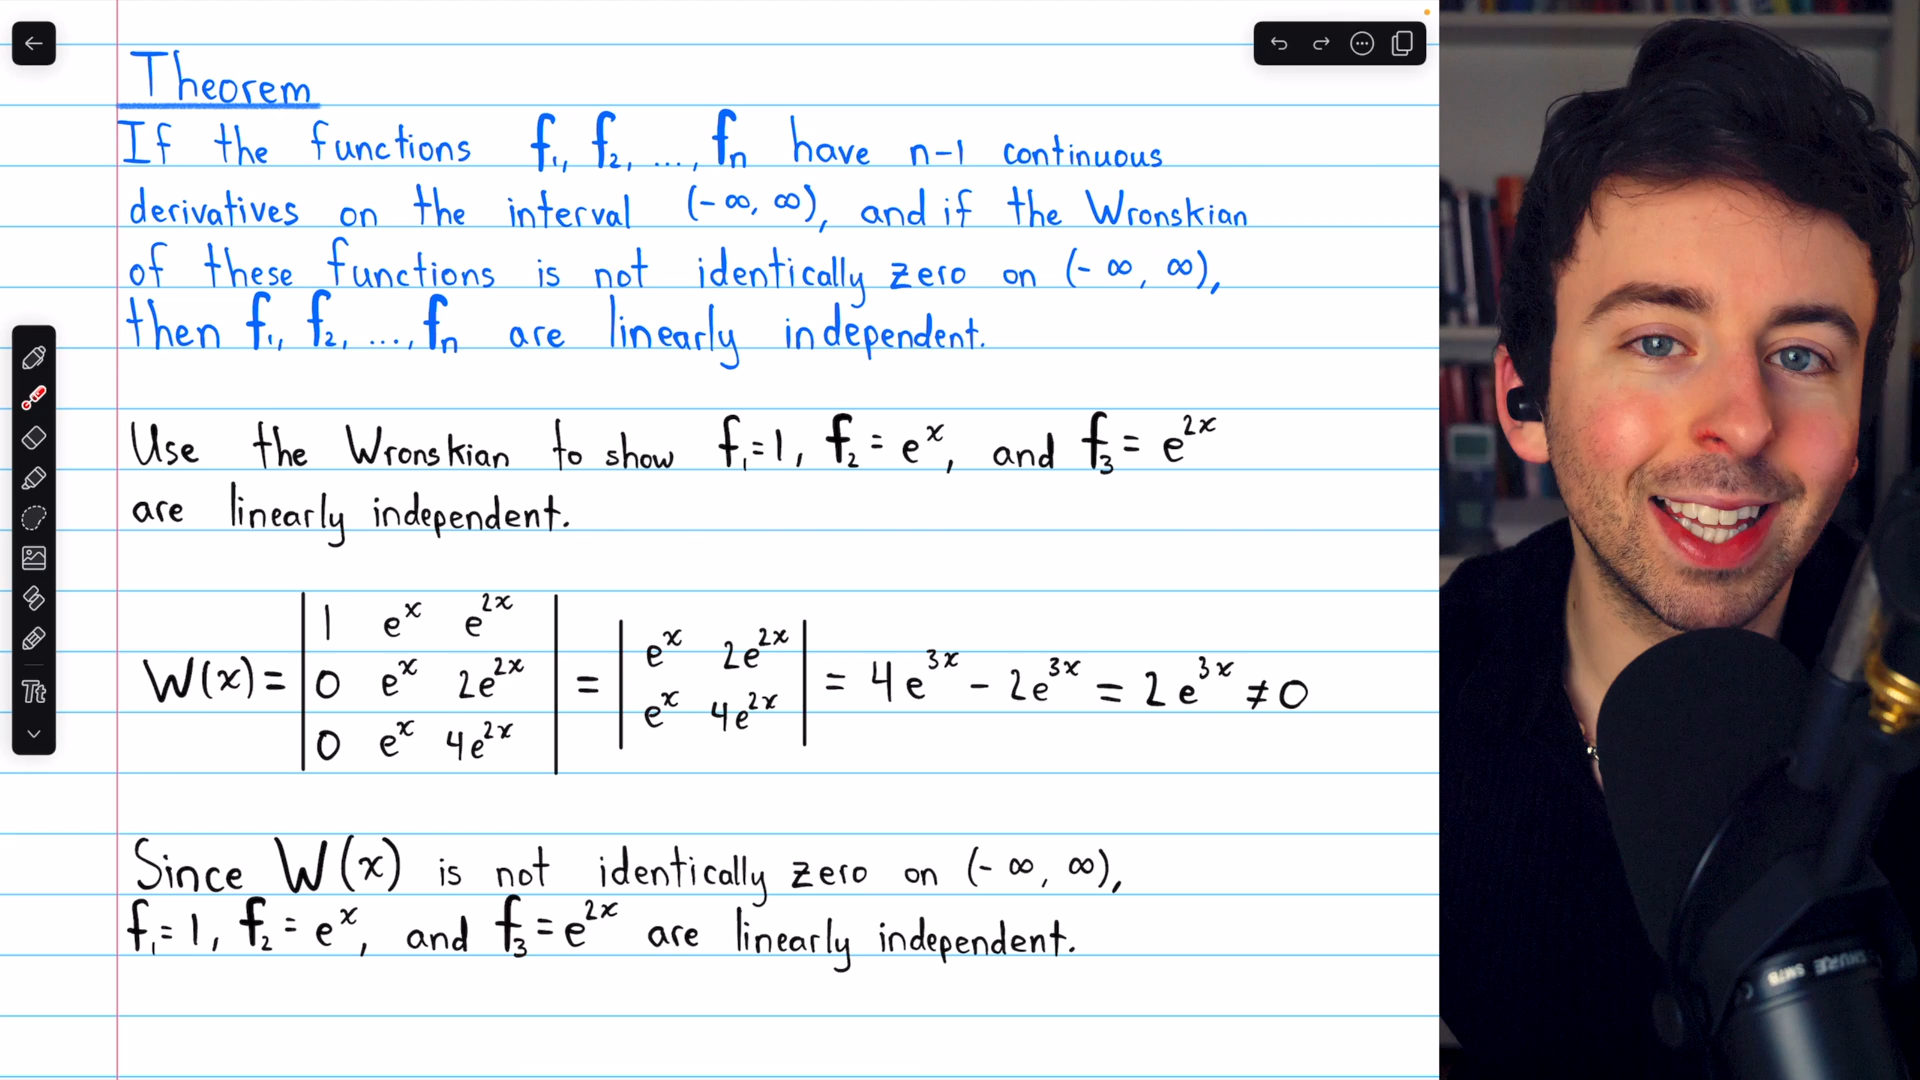 Theorem
If the functions f₁, f₂, ..., fₙ have n-1 continuous
derivatives on the interval (-∞, ∞), and if the Wronskian
of these functions is not identically zero on (-∞, ∞),
then f₁, f₂, ..., fₙ are linearly independent.
Use the Wronskian to show f₁=1, f₂=eˣ, and f₃=e²ˣ
are linearly independent.
W(x) = |1 eˣ e²ˣ; 0 eˣ 2e²ˣ; 0 eˣ 4e²ˣ| = |eˣ 2e²ˣ; eˣ 4e²ˣ| = 4e³ˣ - 2e³ˣ = 2e³ˣ ≠ 0
Since W(x) is not identically zero on (-∞, ∞),
f₁=1, f₂=eˣ, and f₃=e²ˣ are linearly independent.
Tt
SHURE SM7B